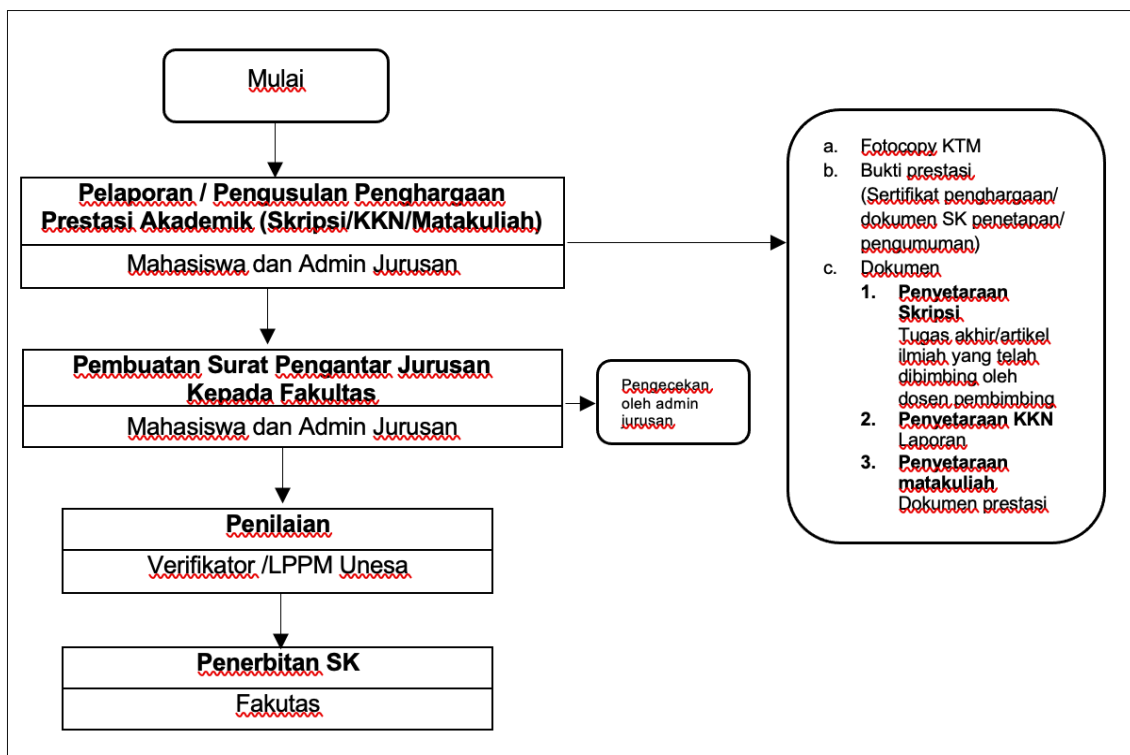 Mulai
Pelaporan / Pengusulan Penghargaan
Prestasi Akademik (Skripsi/KKN/Matakuliah)
Mahasiswa dan Admin Jurusan
a. Fotocopy KTM
b. Bukti prestasi
(Sertifikat penghargaan/
dokumen SK penetapan/
pengumuman)
c. Dokumen
1. Penyetaraan
Skripsi
Tugas akhir/artikel
ilmiah yang telah
dibimbing oleh
dosen pembimbing
2. Penyetaraan KKN
Laporan
3. Penyetaraan
matakuliah
Dokumen prestasi
Pembuatan Surat Pengantar Jurusan
Kepada Fakultas
Mahasiswa dan Admin Jurusan
Pengecekan
oleh admin
jurusan
Penilaian
Verifikator /LPPM Unesa
Penerbitan SK
Fakutas